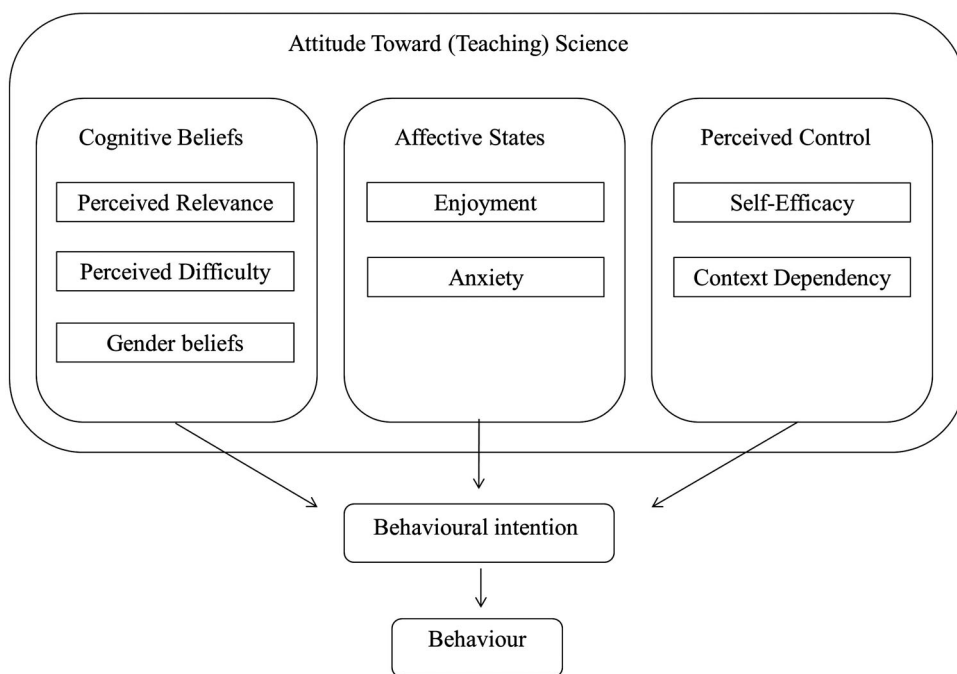 Attitude Toward (Teaching) Science
Cognitive Beliefs
Perceived Relevance
Perceived Difficulty
Gender beliefs
Affective States
Enjoyment
Anxiety
Perceived Control
Self-Efficacy
Context Dependency
Behavioural intention
Behaviour